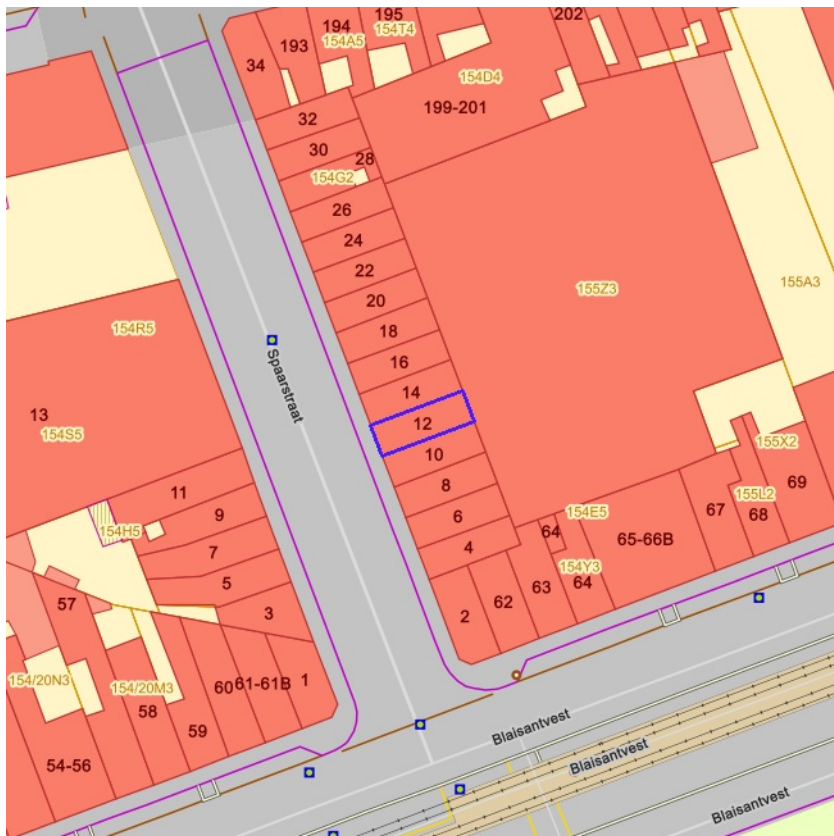 195
202
194
154T4
193
154A5
34
154D4
199-201
32
30
28
154G2
26
24
22
155A3
155Z3
20
154R5
18
Spaarstraat
16
14
13
12
154S5
155X2
10
69
11
8
155L2
9
6
154E5
68
67
154H5
64
65-66B
7
4
154Y3
5
64
63
57
62
3
2
154/20N3
154/20M3
60
61-61B
1
58
59
54-56
Blaisantvest
Blaisantvest
Blaisantvest